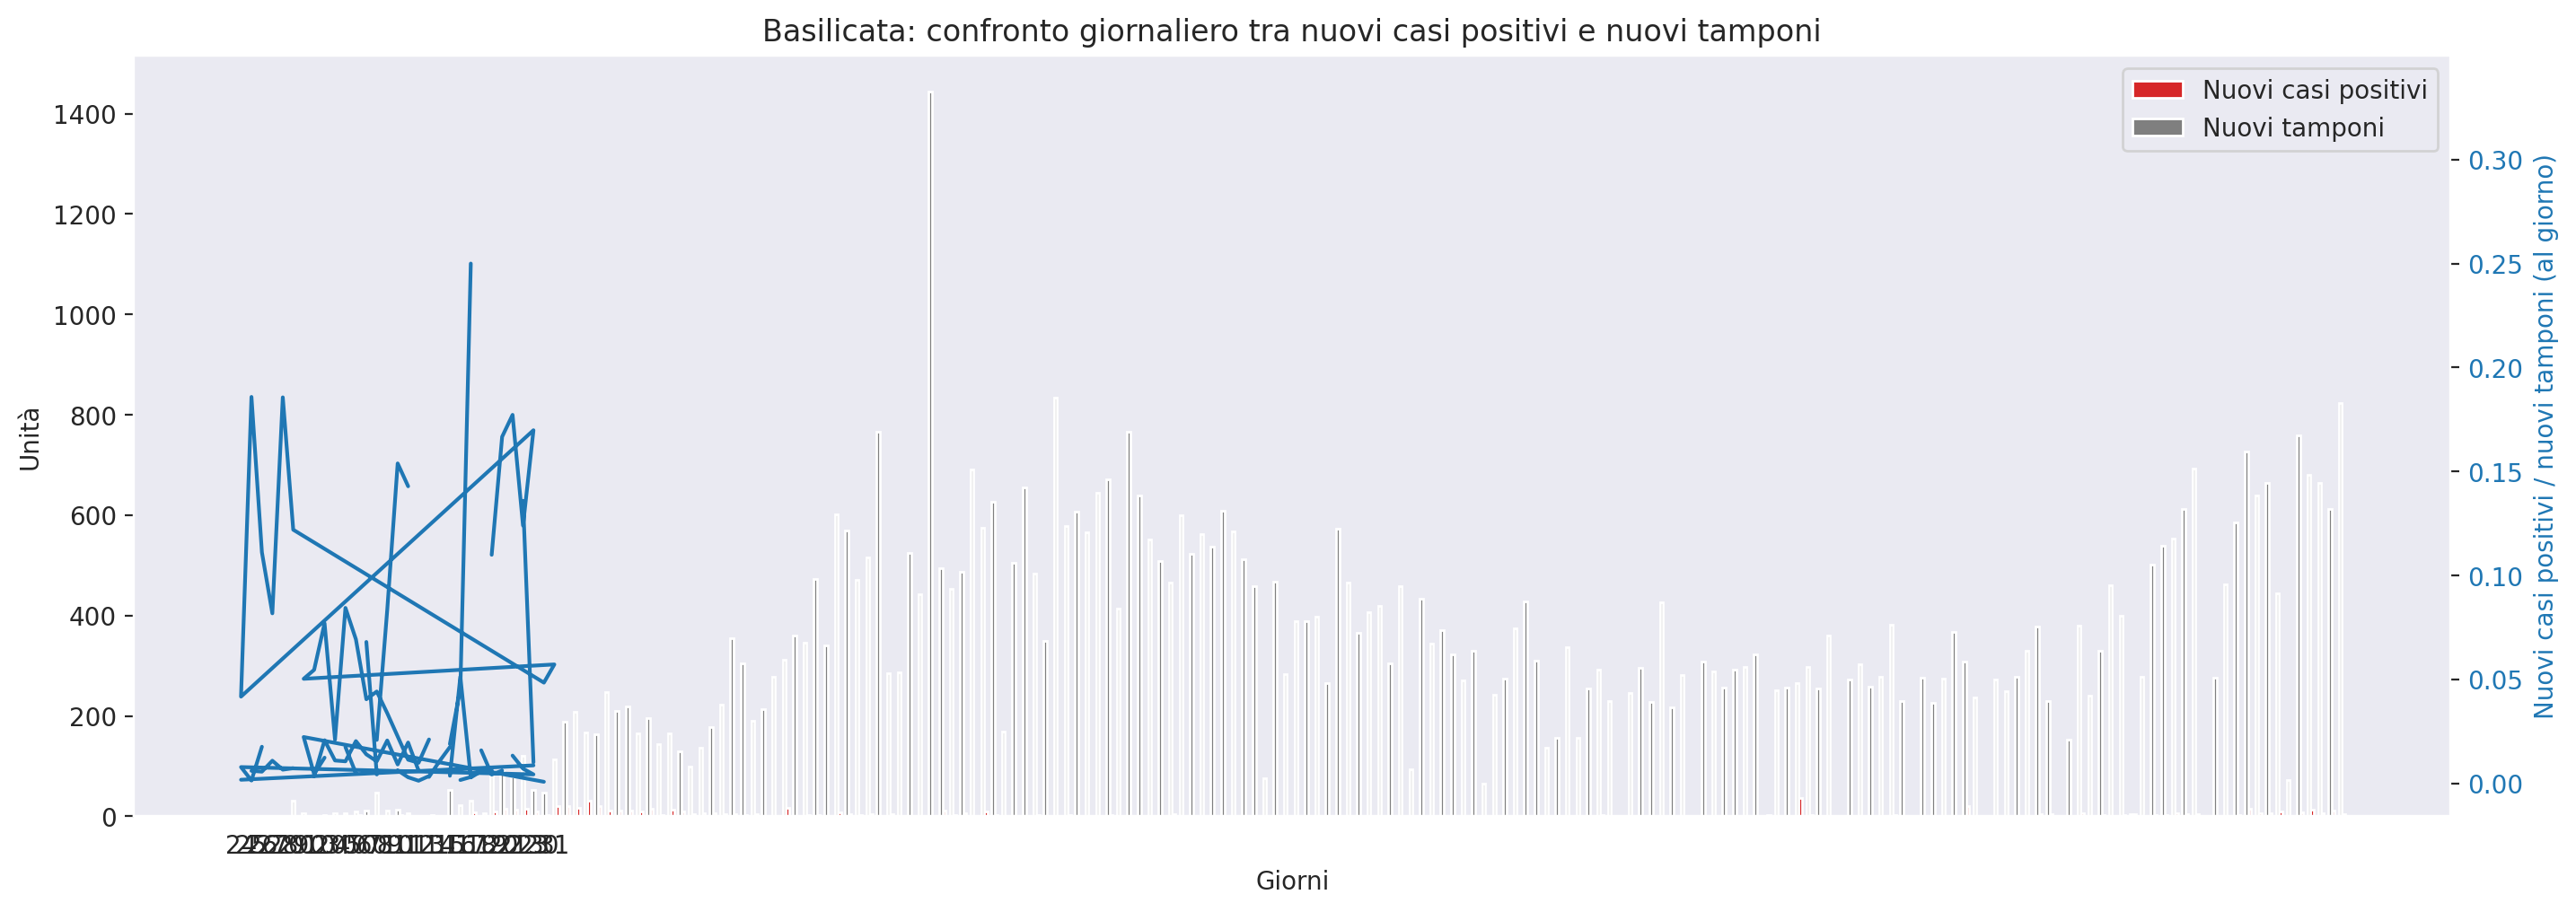 Basilicata: confronto giornaliero tra nuovi casi positivi e nuovi tamponi
Nuovi casi positivi
Nuovi tamponi
1400
1200
1000
800
600
400
200
0
Unità
0.30
0.25
0.20
0.15
0.10
0.05
0.00
Nuovi casi positivi / nuovi tamponi (al giorno)
Giorni